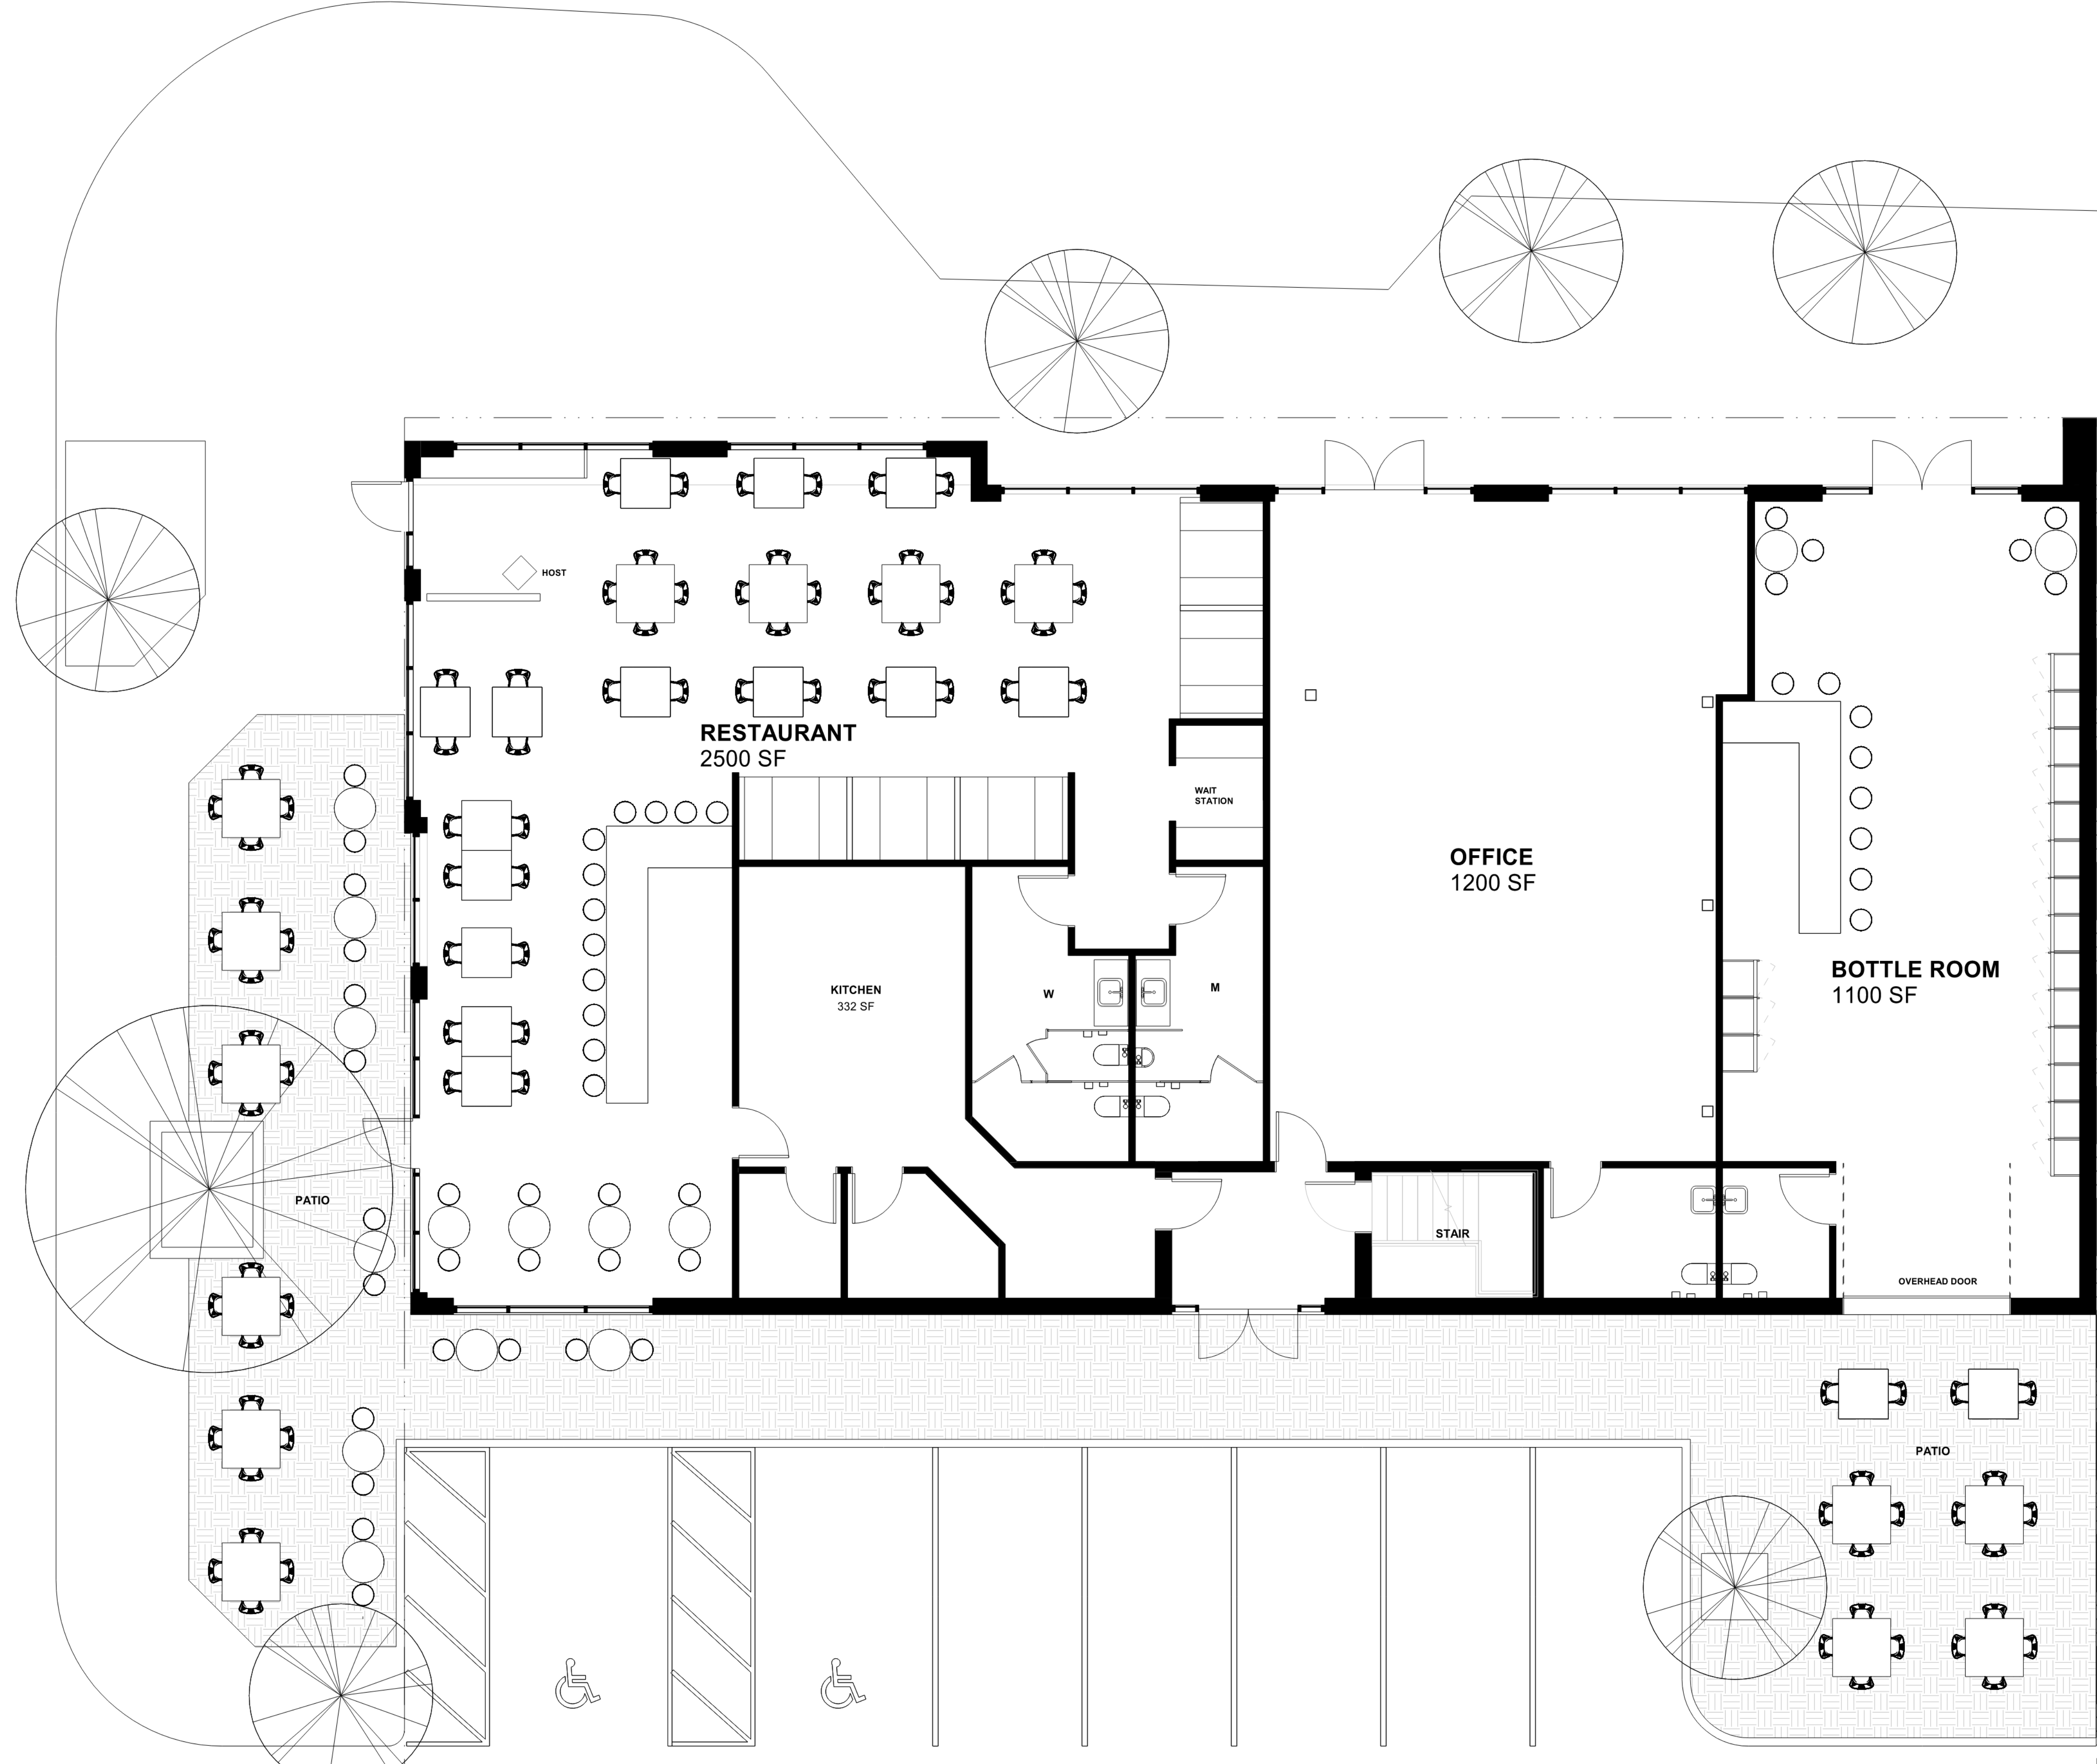 HOST
RESTAURANT
2500 SF
WAIT
STATION
OFFICE
1200 SF
BOTTLE ROOM
1100 SF
KITCHEN
332 SF
W
M
PATIO
STAIR
OVERHEAD DOOR
PATIO